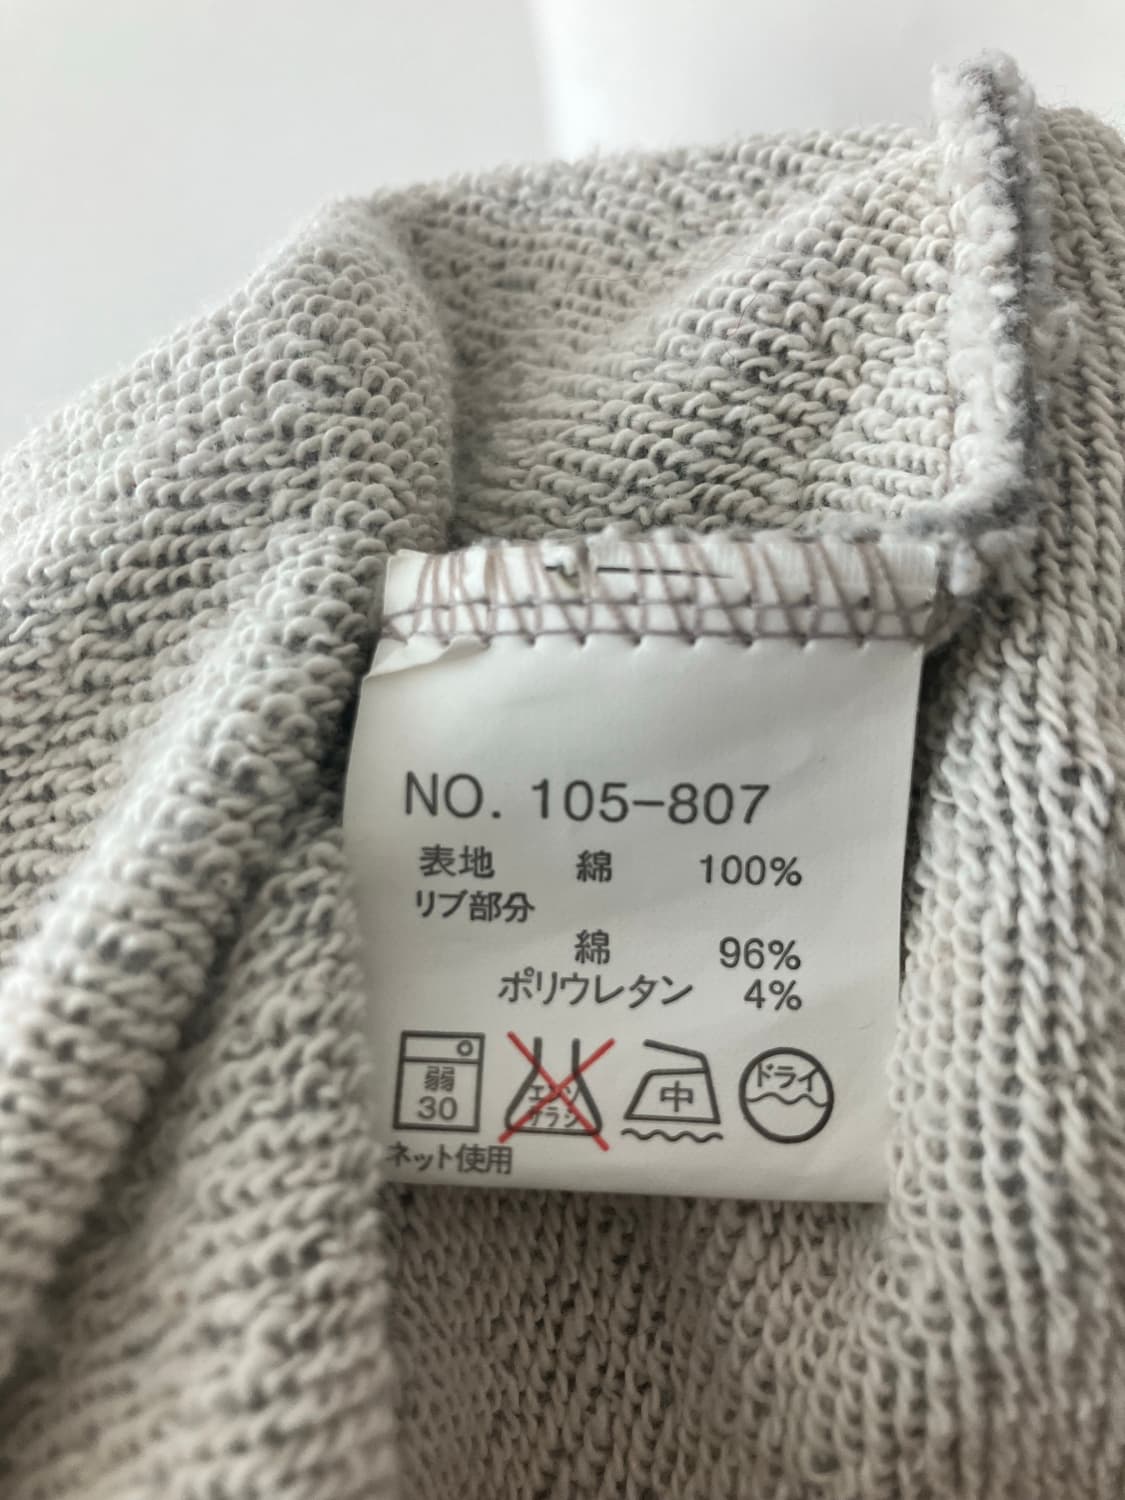 NO. 105-807
表地 綿 100%
リブ部分
綿 96%
ポリウレタン 4%
弱
30
エンソ
サラシ
中
ドライ
ネット使用